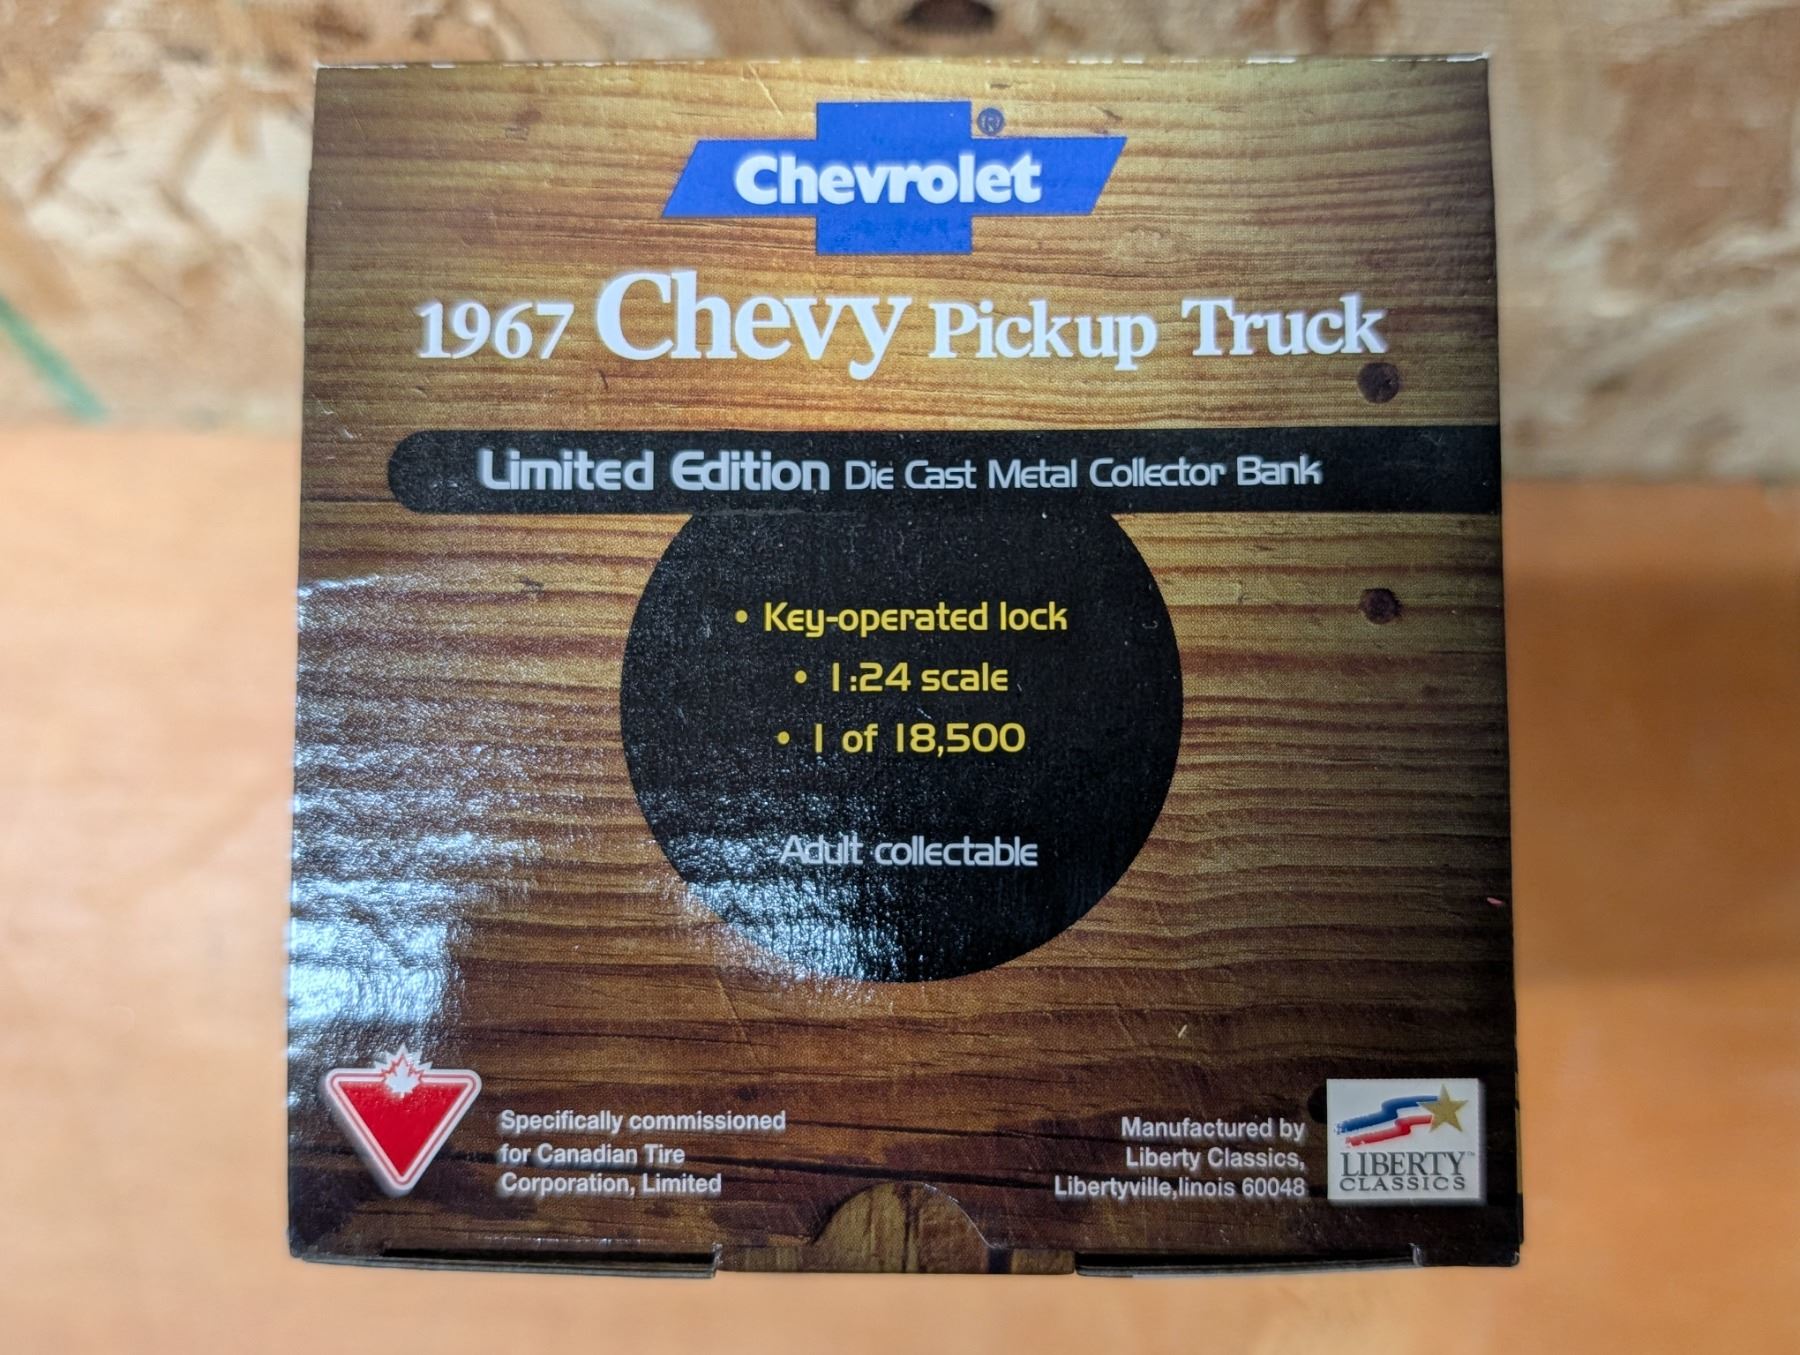 Chevrolet®
1967 Chevy Pickup Truck
Limited Edition Die Cast Metal Collector Bank
• Key-operated lock
• 1:24 scale
• 1 of 18,500
Adult collectable
Specifically commissioned
for Canadian Tire
Corporation, Limited
Manufactured by
Liberty Classics,
Libertyville,linois 60048
LIBERTY™
CLASSICS